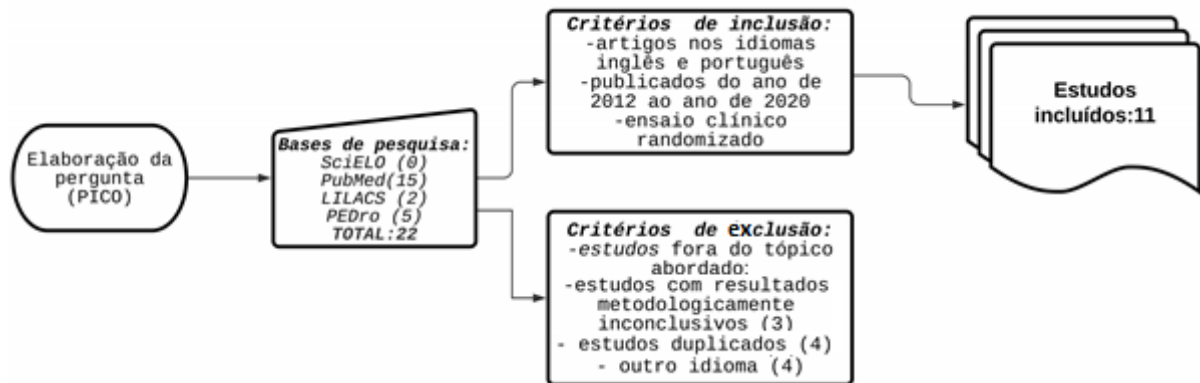 Elaboração da
pergunta
(PICO)
Bases de pesquisa:
SciELO (0)
PubMed(15)
LILACS (2)
PEDro (5)
TOTAL:22
Critérios de inclusão:
-artigos nos idiomas
inglês e português
-publicados do ano de
2012 ao ano de 2020
-ensaio clínico
randomizado
Critérios de exclusão:
-estudos fora do tópico
abordado:
-estudos com resultados
metodologicamente
inconclusivos (3)
- estudos duplicados (4)
- outro idioma (4)
Estudos
incluídos:11